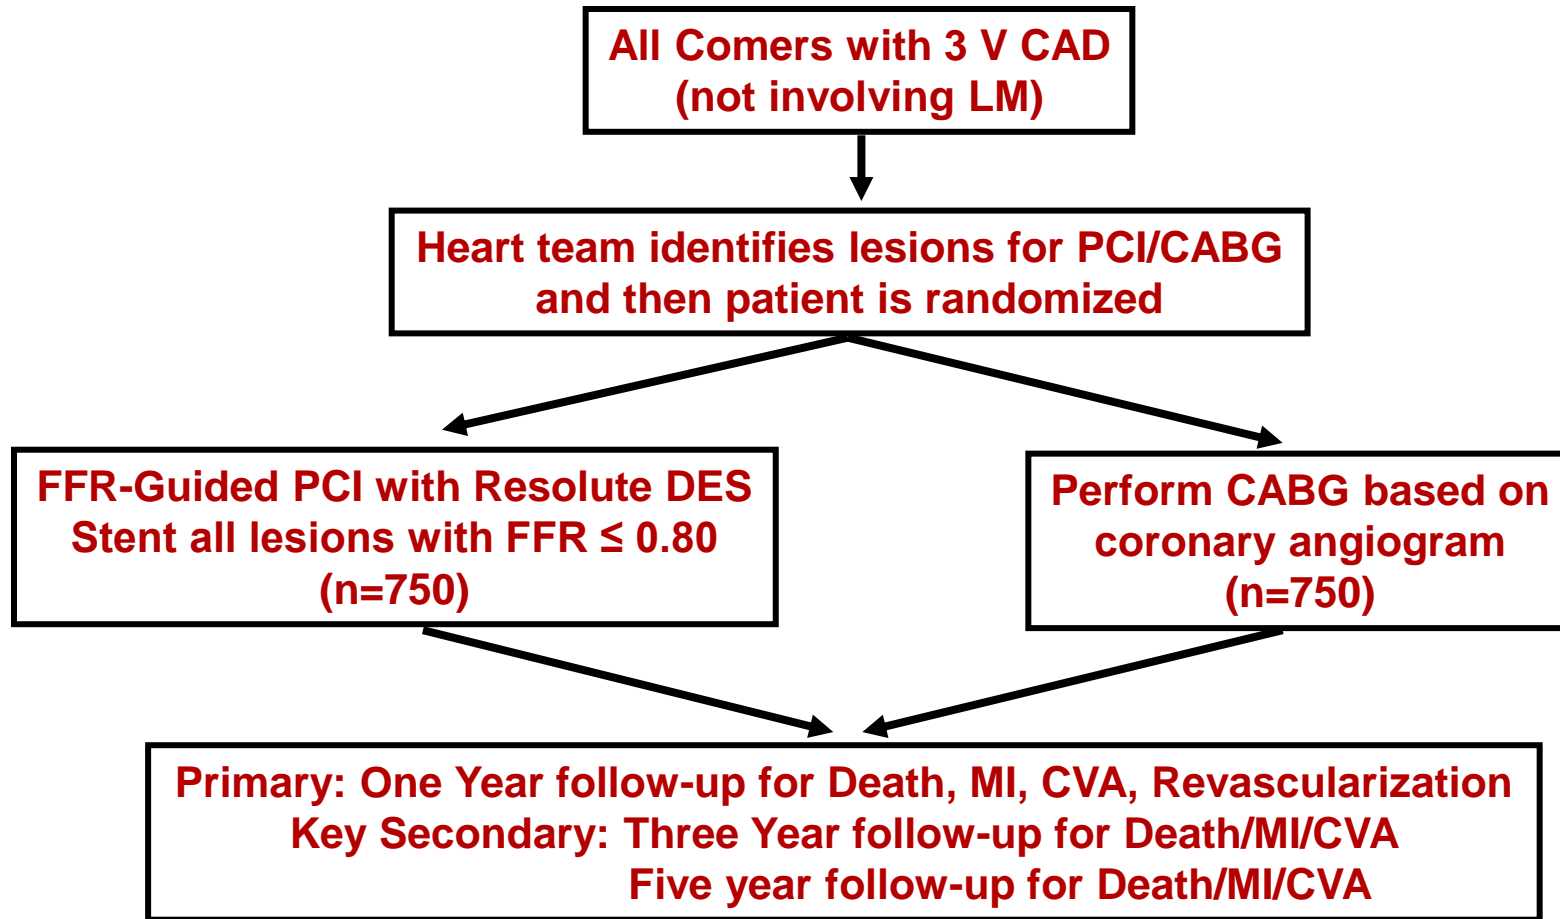 All Comers with 3 V CAD
(not involving LM)
Heart team identifies lesions for PCI/CABG
and then patient is randomized
FFR-Guided PCI with Resolute DES
Stent all lesions with FFR ≤ 0.80
(n=750)
Perform CABG based on
coronary angiogram
(n=750)
Primary: One Year follow-up for Death, MI, CVA, Revascularization
Key Secondary: Three Year follow-up for Death/MI/CVA
Five year follow-up for Death/MI/CVA